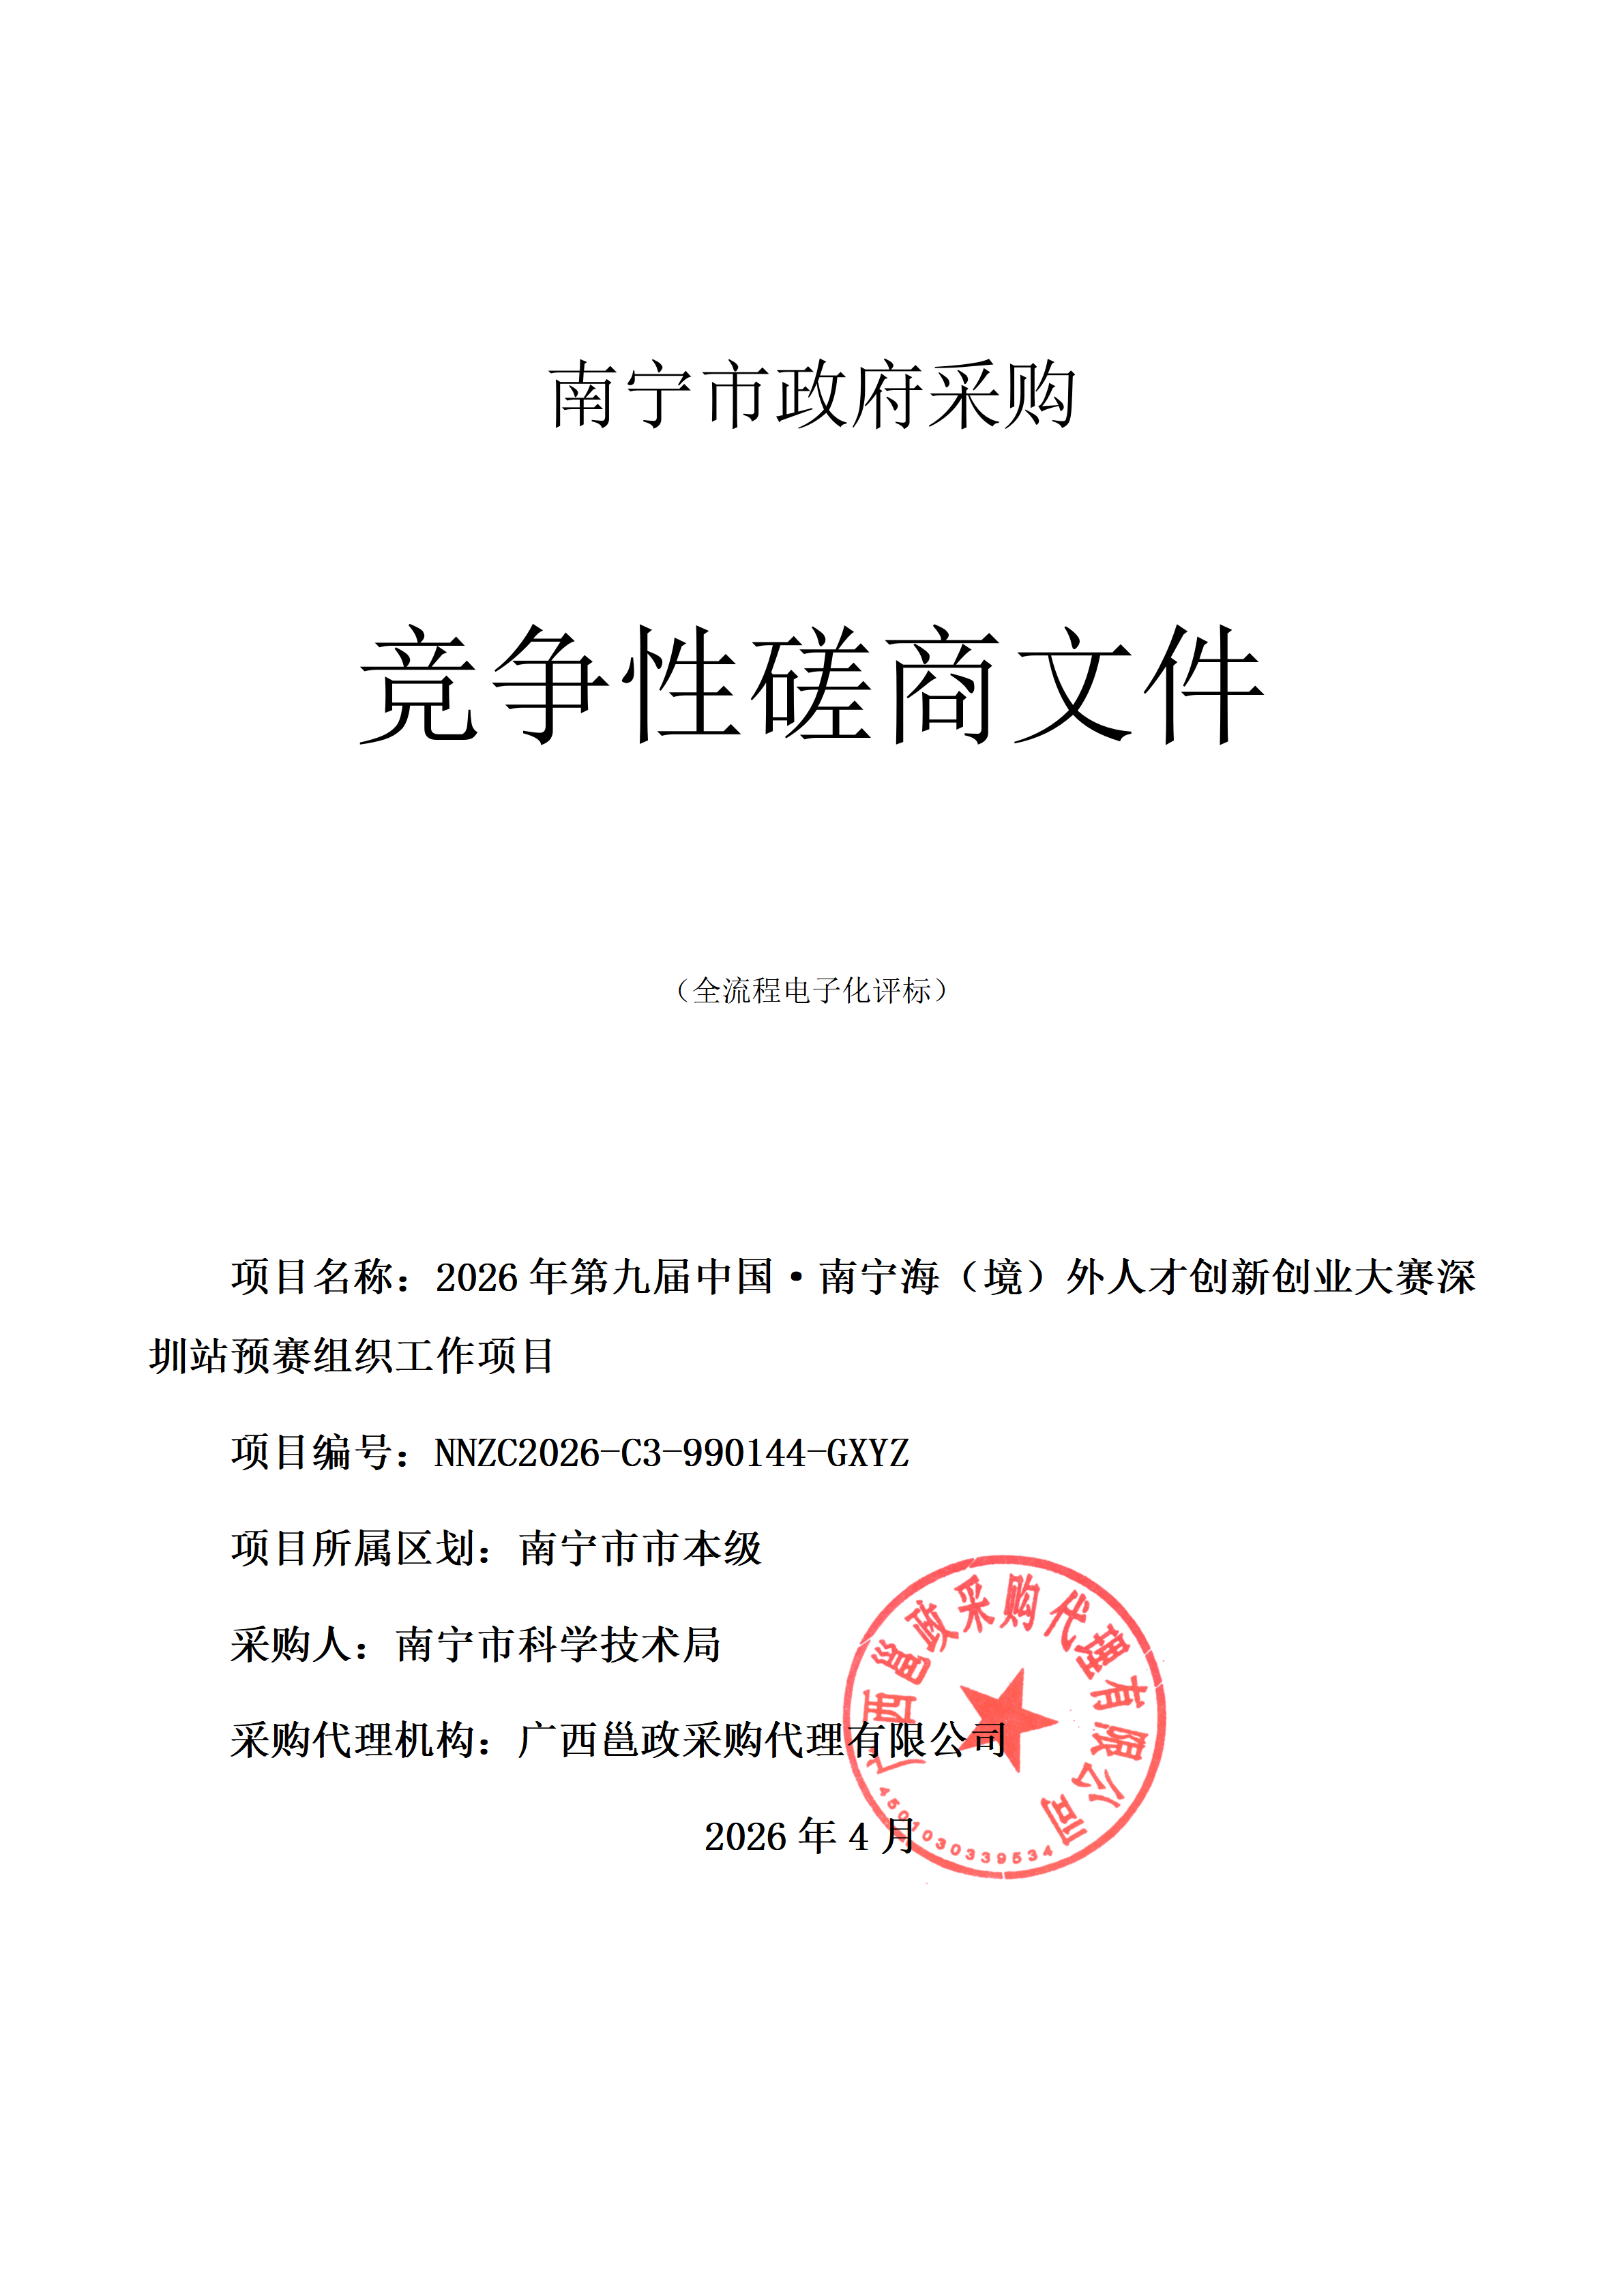 南宁市政府采购
竞争性磋商文件
（全流程电子化评标）
项目名称：2026年第九届中国·南宁海（境）外人才创新创业大赛深
圳站预赛组织工作项目
项目编号：NNZC2026-C3-990144-GXYZ
项目所属区划：南宁市市本级
采购人：南宁市科学技术局
采购代理机构：广西邕政采购代理有限公司
2026年4月
广西邕政采购代理有限公司
4501030339534